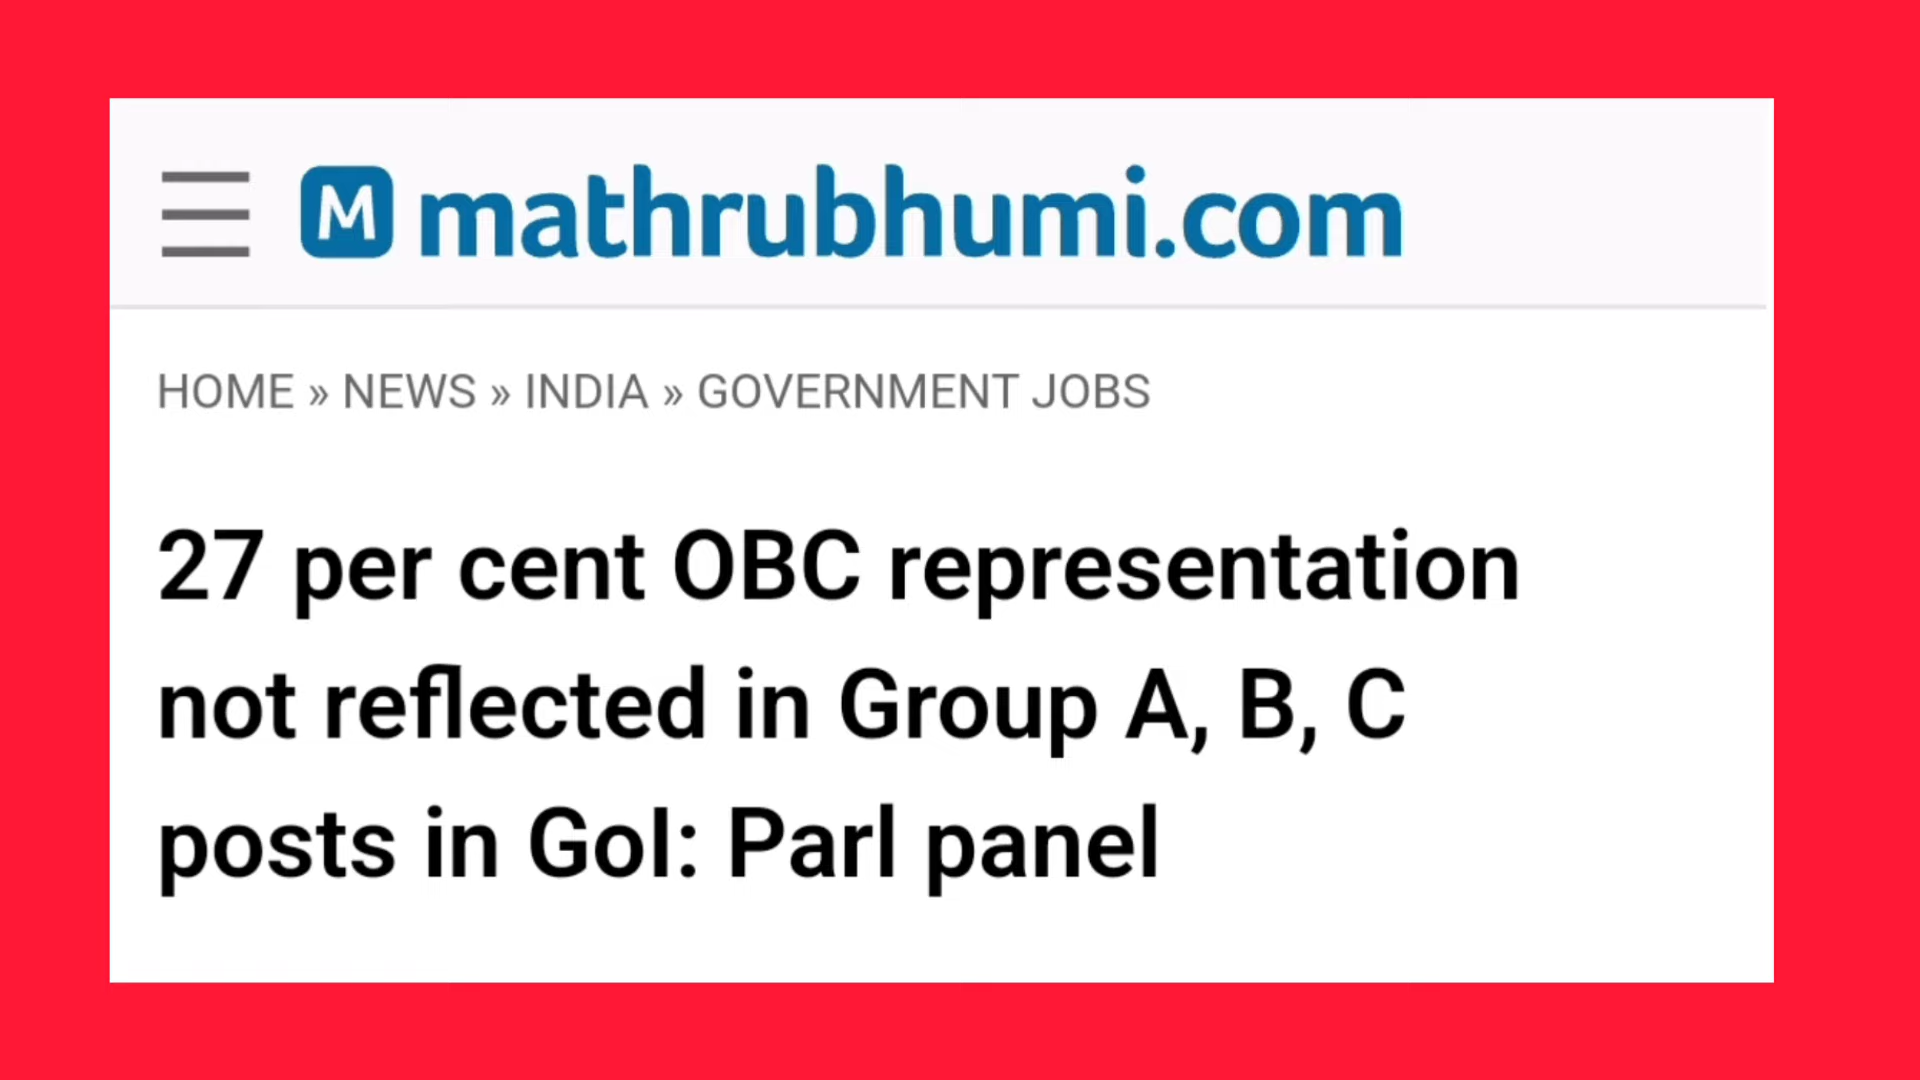 M mathrubhumi.com
HOME » NEWS » INDIA » GOVERNMENT JOBS
27 per cent OBC representation
not reflected in Group A, B, C
posts in GoI: Parl panel